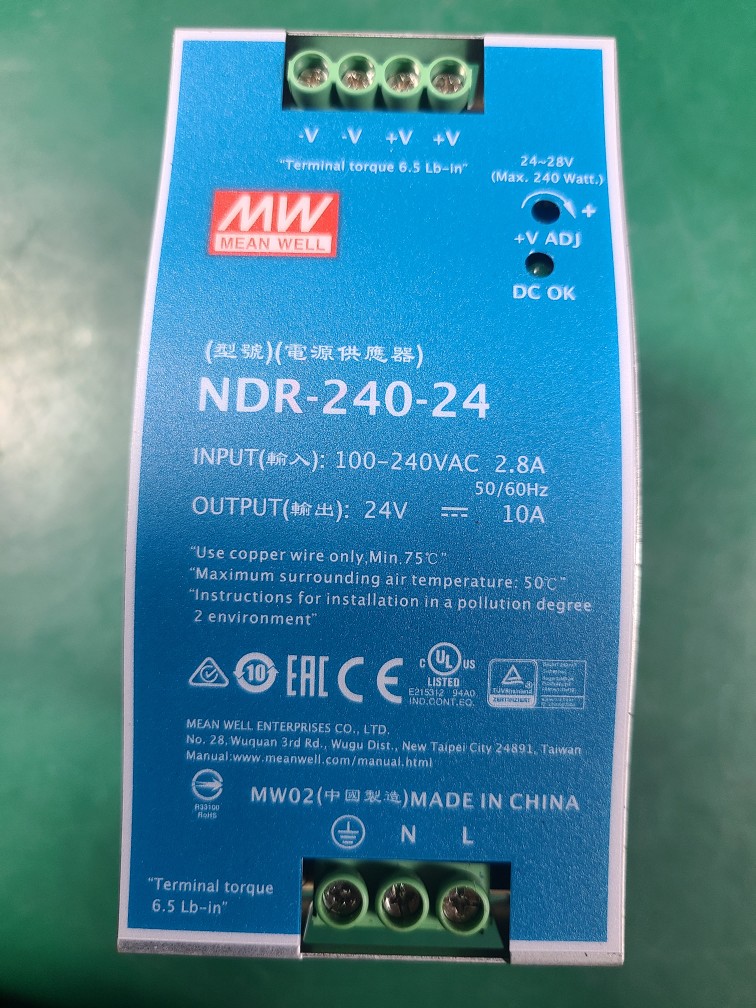 -V -V +V +V
"Terminal torque 6.5 Lb-in"
24~28V
(Max. 240 Watt.)
+
+V ADJ
DC OK
MW
MEAN WELL
(型號)(電源供應器)
NDR-240-24
INPUT(輸入): 100-240VAC 2.8A
50/60Hz
OUTPUT(輸出): 24V ⎓ 10A
"Use copper wire only,Min.75℃"
"Maximum surrounding air temperature: 50℃"
"Instructions for installation in a pollution degree
2 environment"
10 EAC CE
C UL US
LISTED
E215312 94A0
IND.CONT.EQ.
TÜVRheinland
ZERTIFIZIERT
MEAN WELL ENTERPRISES CO., LTD.
No. 28, Wuquan 3rd Rd., Wugu Dist., New Taipei City 24891, Taiwan
Manual:www.meanwell.com/manual.html
R33100
RoHS
MW02(中國製造)MADE IN CHINA
N L
"Terminal torque
6.5 Lb-in"